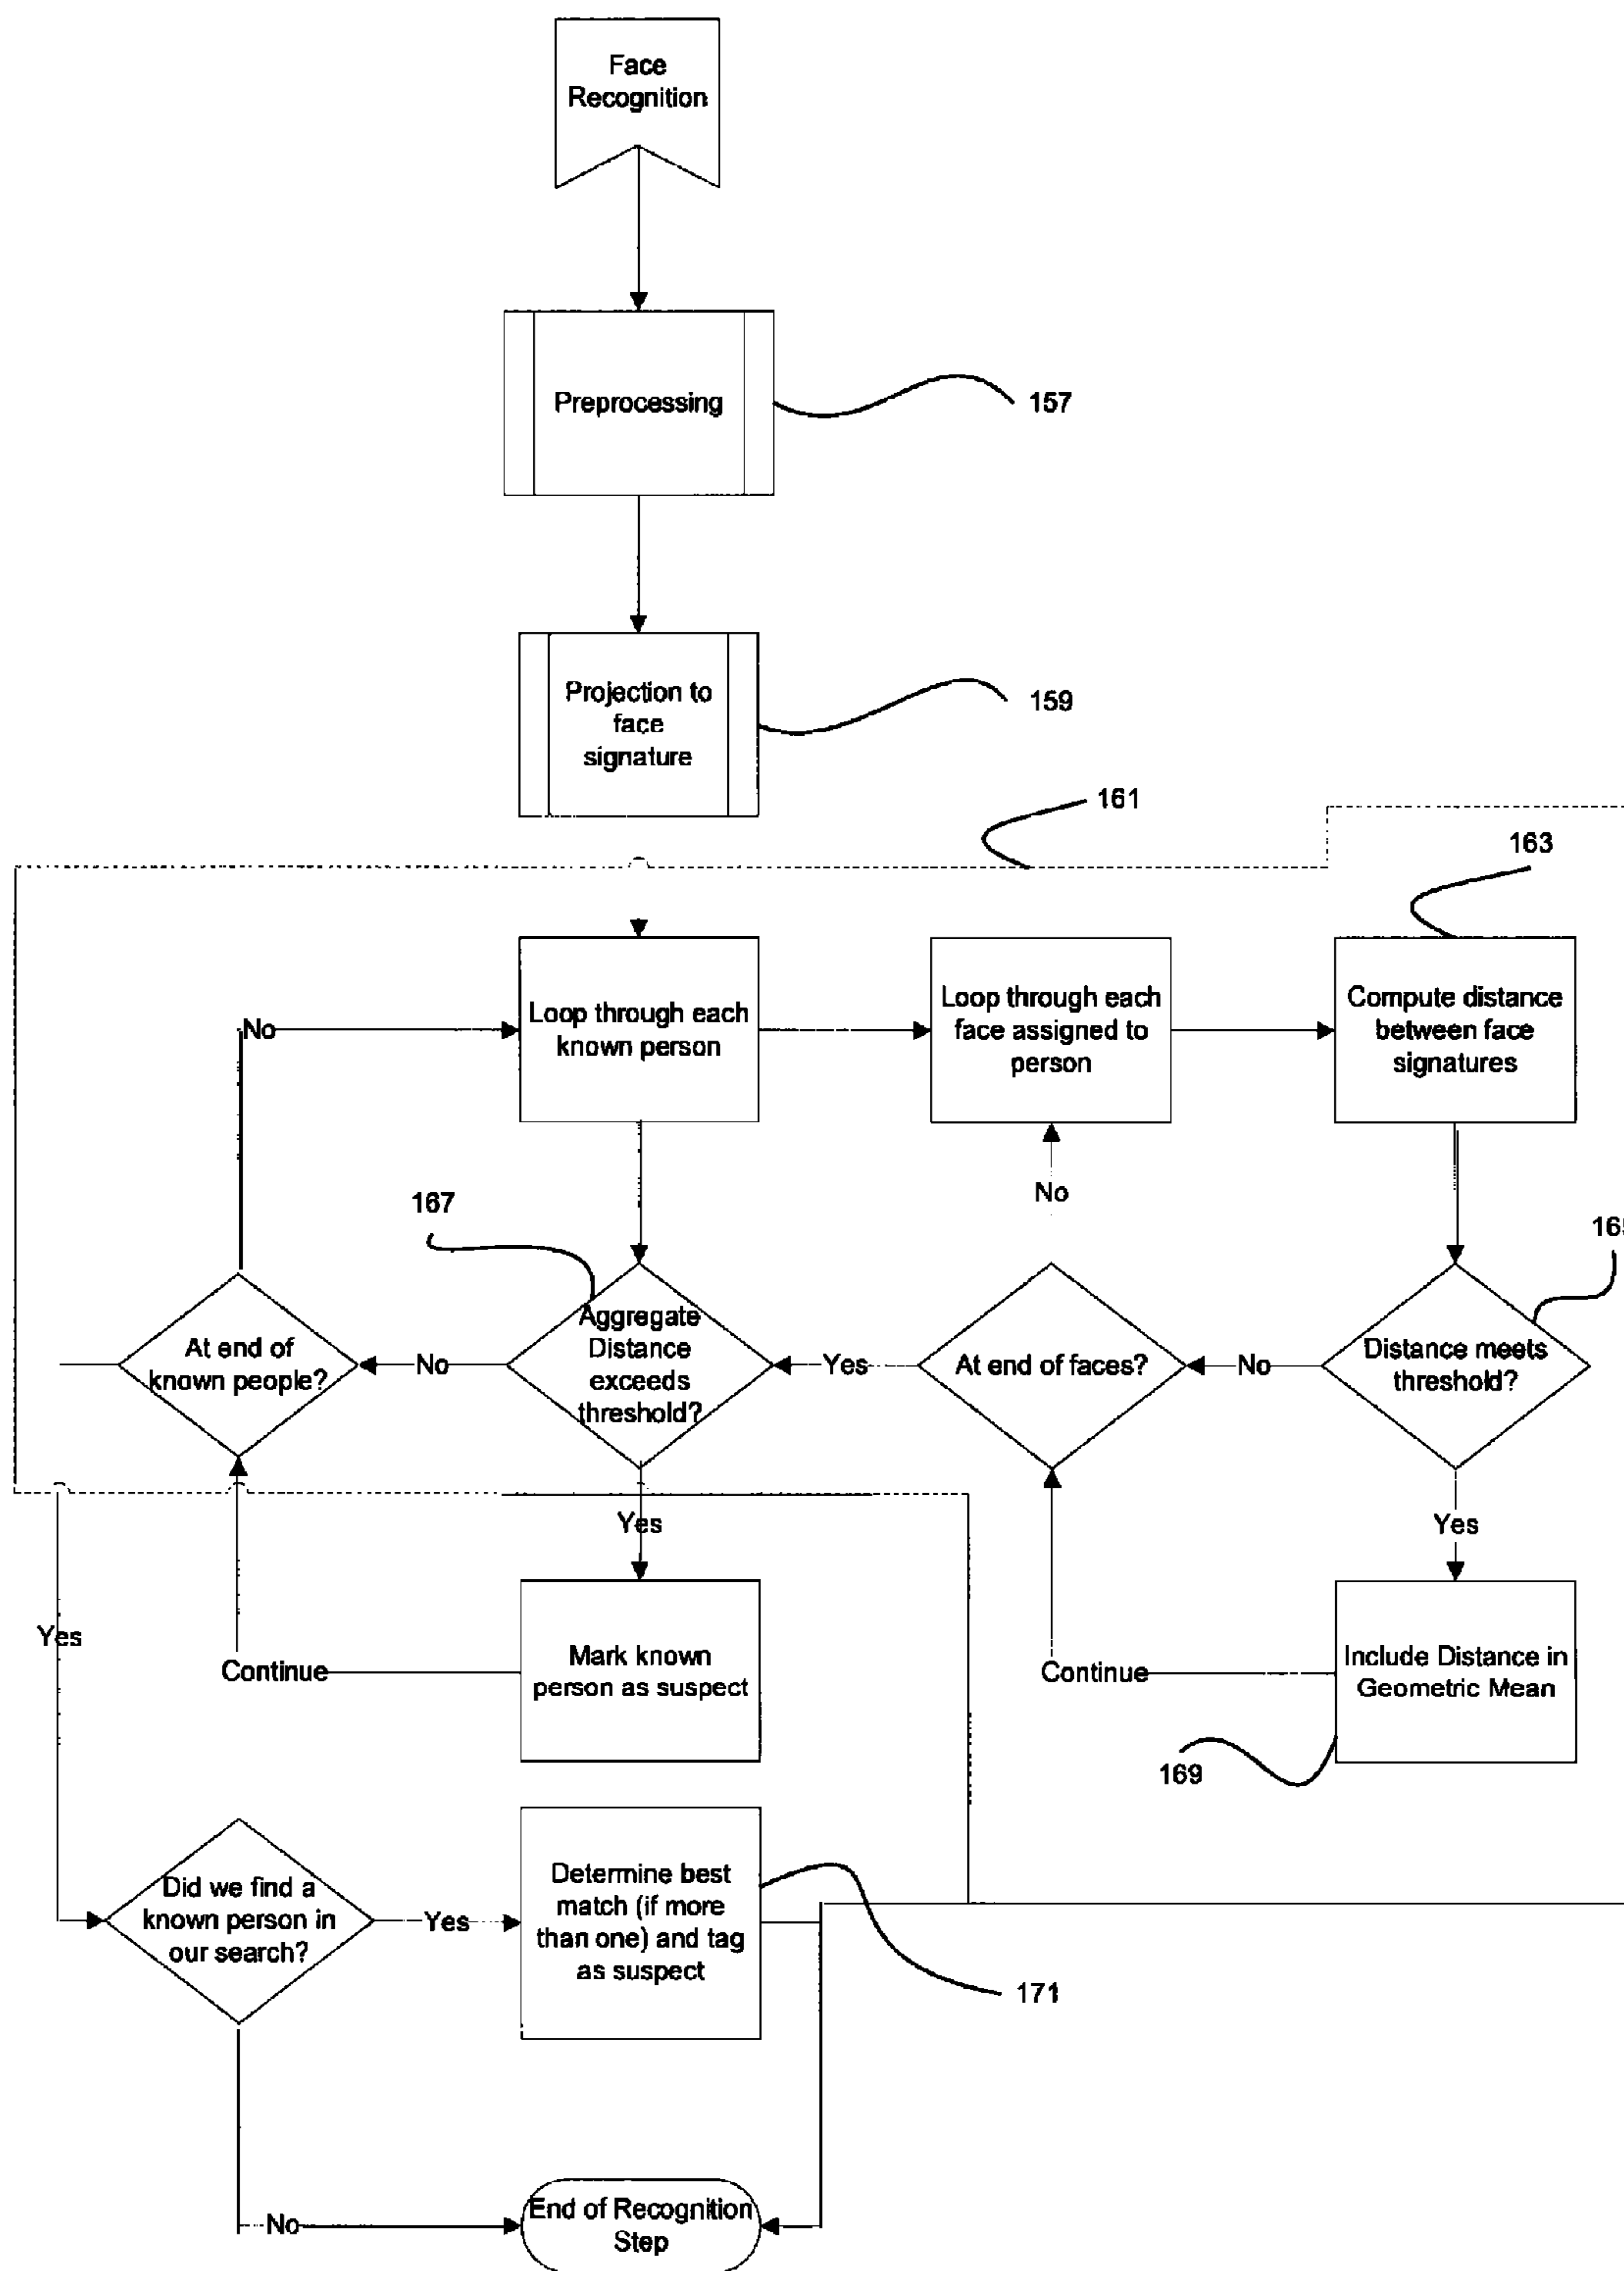 Face
Recognition
Preprocessing
157
Projection to
face
signature
159
161
163
Loop through each
known person
Loop through each
face assigned to
person
Compute distance
between face
signatures
No
No
167
At end of
known people?
No
Aggregate
Distance
exceeds
threshold?
Yes
At end of faces?
No
Distance meets
threshold?
Yes
Yes
Yes
Continue
Mark known
person as suspect
Continue
Include Distance in
Geometric Mean
169
Did we find a
known person in
our search?
Yes
Determine best
match (if more
than one) and tag
as suspect
171
No
End of Recognition
Step